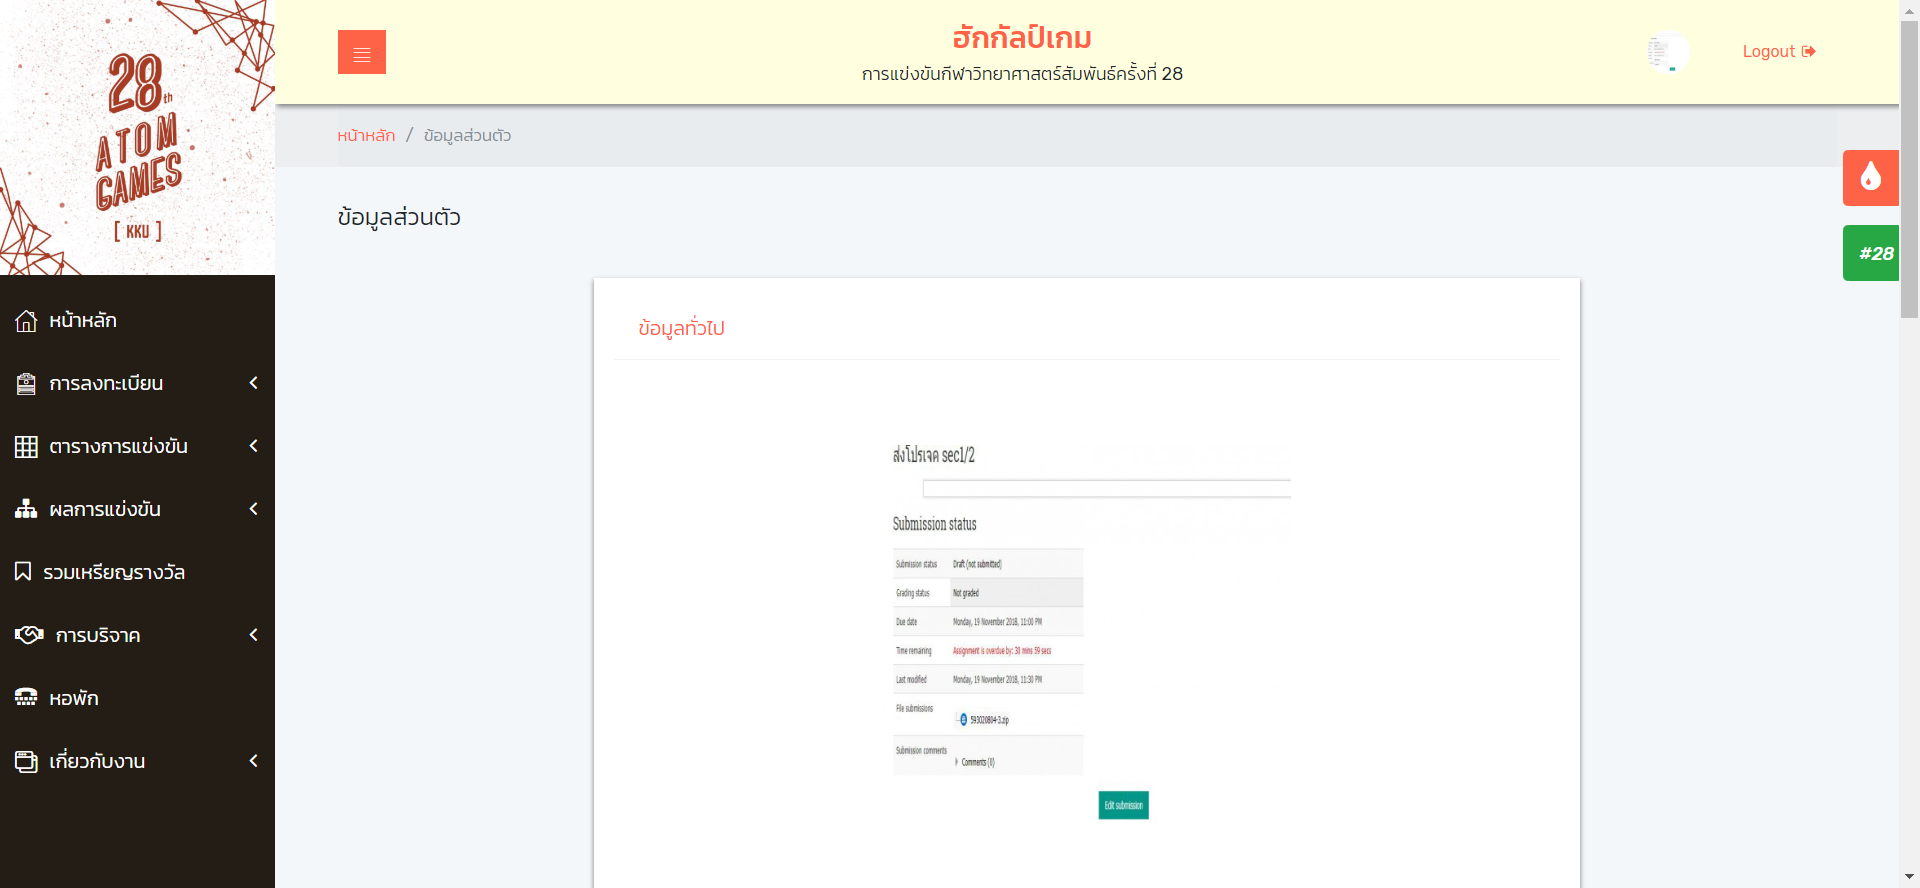 28th
ATOM
GAMES
[ KKU ]
หน้าหลัก
การลงทะเบียน
ตารางการแข่งขัน
ผลการแข่งขัน
รวมเหรียญรางวัล
การบริจาค
หอพัก
เกี่ยวกับงาน
ฮักกัลป์เกม
การแข่งขันกีฬาวิทยาศาสตร์สัมพันธ์ครั้งที่ 28
Logout
หน้าหลัก / ข้อมูลส่วนตัว
#28
ข้อมูลส่วนตัว
ข้อมูลทั่วไป
ส่งโปรเจค sec1/2
Submission status
Submission status Draft (not submitted)
Grading status Not graded
Due date Monday, 19 November 2018, 11:00 PM
Time remaining Assignment is overdue by: 30 mins 59 secs
Last modified Monday, 19 November 2018, 11:30 PM
File submissions
593020804-3.zip
Submission comments
Comments (0)
Edit submission